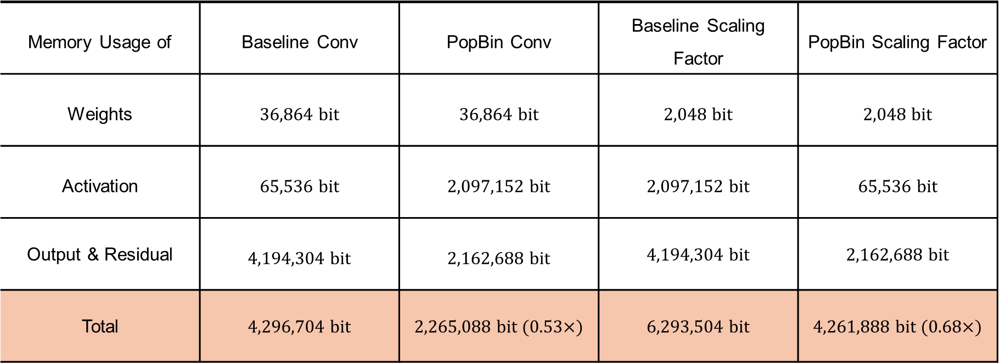 Memory Usage of
Baseline Conv
PopBin Conv
Baseline Scaling
Factor
PopBin Scaling Factor
Weights
36,864 bit
36,864 bit
2,048 bit
2,048 bit
Activation
65,536 bit
2,097,152 bit
2,097,152 bit
65,536 bit
Output & Residual
4,194,304 bit
2,162,688 bit
4,194,304 bit
2,162,688 bit
Total
4,296,704 bit
2,265,088 bit (0.53×)
6,293,504 bit
4,261,888 bit (0.68×)